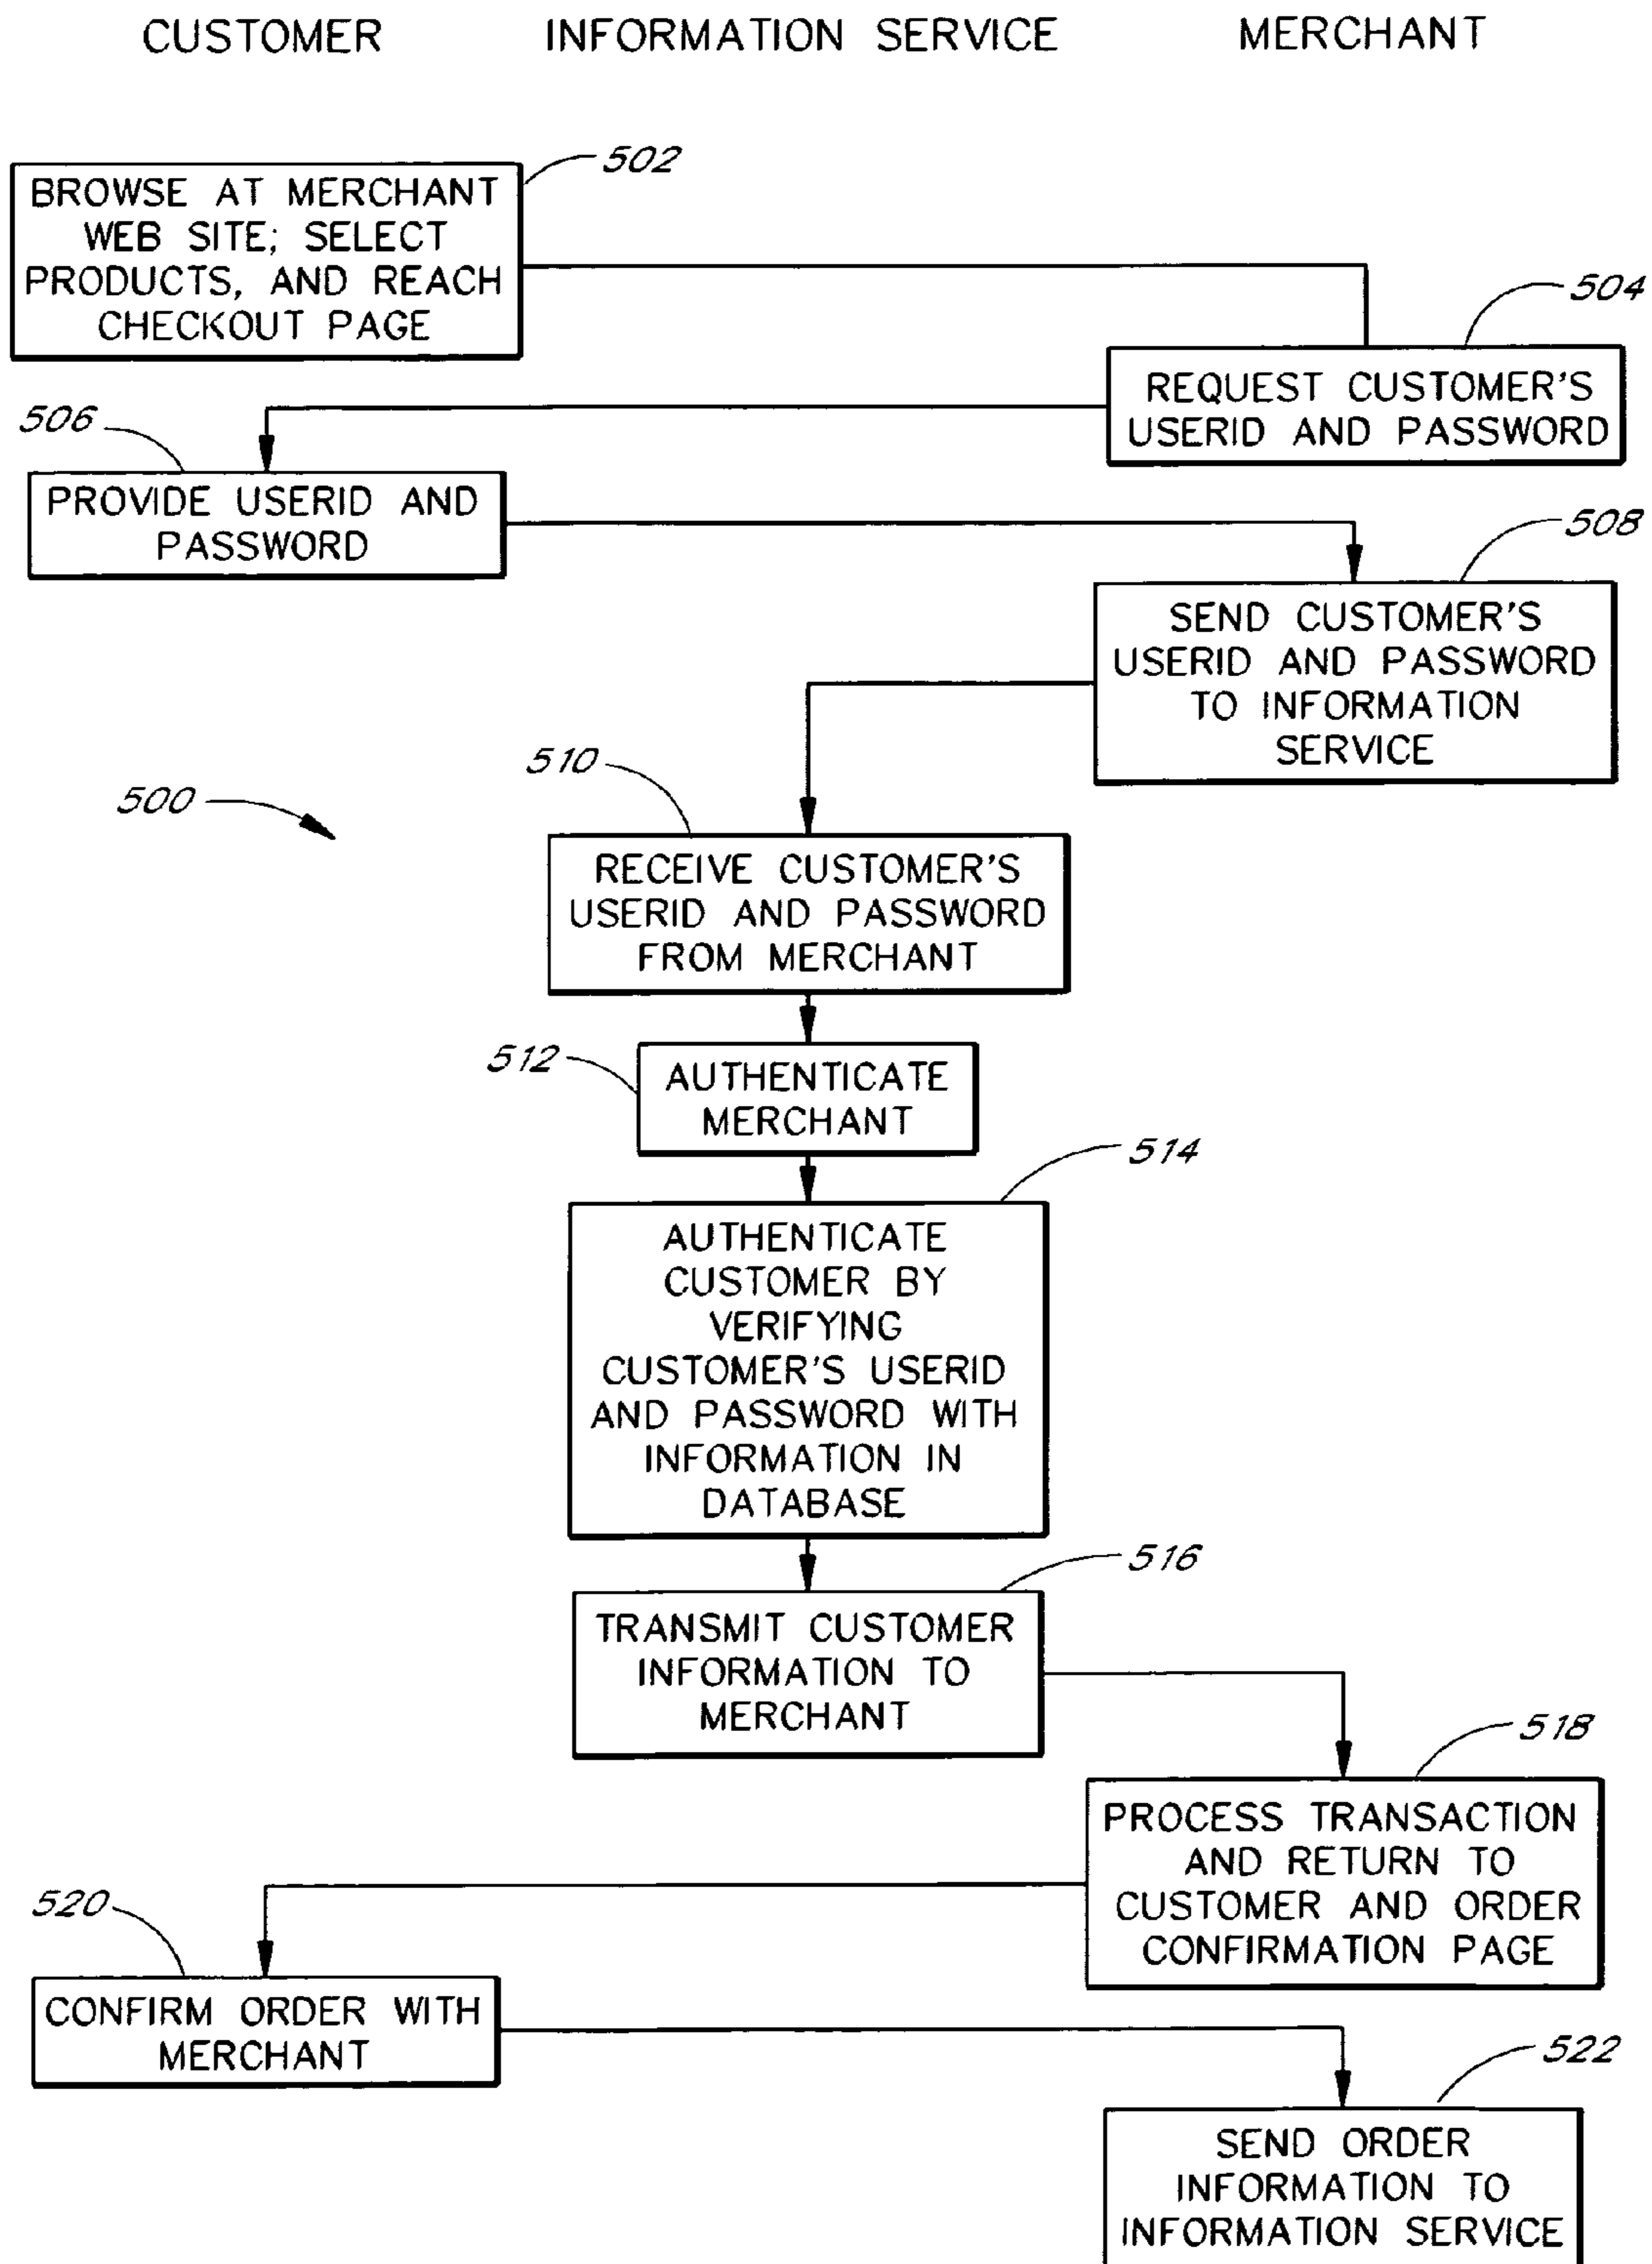 CUSTOMER INFORMATION SERVICE MERCHANT
502
BROWSE AT MERCHANT
WEB SITE; SELECT
PRODUCTS, AND REACH
CHECKOUT PAGE
504
REQUEST CUSTOMER'S
USERID AND PASSWORD
506
PROVIDE USERID AND
PASSWORD
508
SEND CUSTOMER'S
USERID AND PASSWORD
TO INFORMATION
SERVICE
510
500
RECEIVE CUSTOMER'S
USERID AND PASSWORD
FROM MERCHANT
512
AUTHENTICATE
MERCHANT
514
AUTHENTICATE
CUSTOMER BY
VERIFYING
CUSTOMER'S USERID
AND PASSWORD WITH
INFORMATION IN
DATABASE
516
TRANSMIT CUSTOMER
INFORMATION TO
MERCHANT
518
PROCESS TRANSACTION
AND RETURN TO
CUSTOMER AND ORDER
CONFIRMATION PAGE
520
CONFIRM ORDER WITH
MERCHANT
522
SEND ORDER
INFORMATION TO
INFORMATION SERVICE